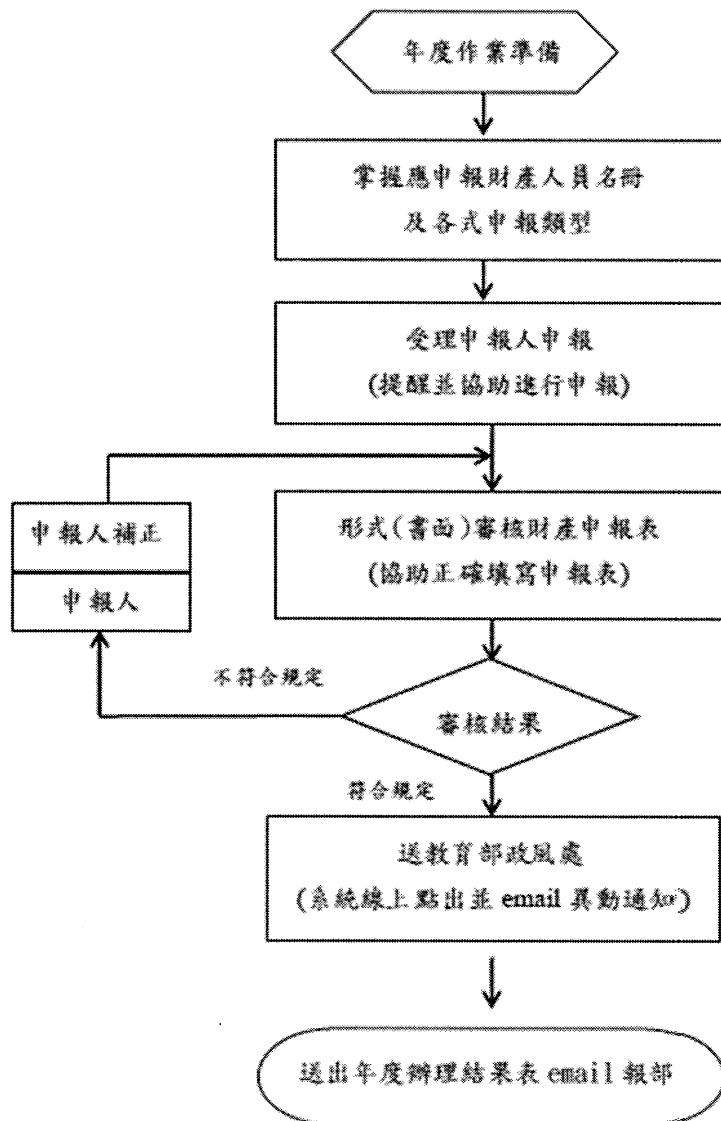 年度作業準備
掌握應申報財產人員名冊
及各式申報類型
受理申報人申報
(提醒並協助進行申報)
申報人補正
申報人
形式(書面)審核財產申報表
(協助正確填寫申報表)
不符合規定
審核結果
符合規定
送教育部政風處
(系統線上點出並 email 異動通知)
送出年度辦理結果表 email 報部